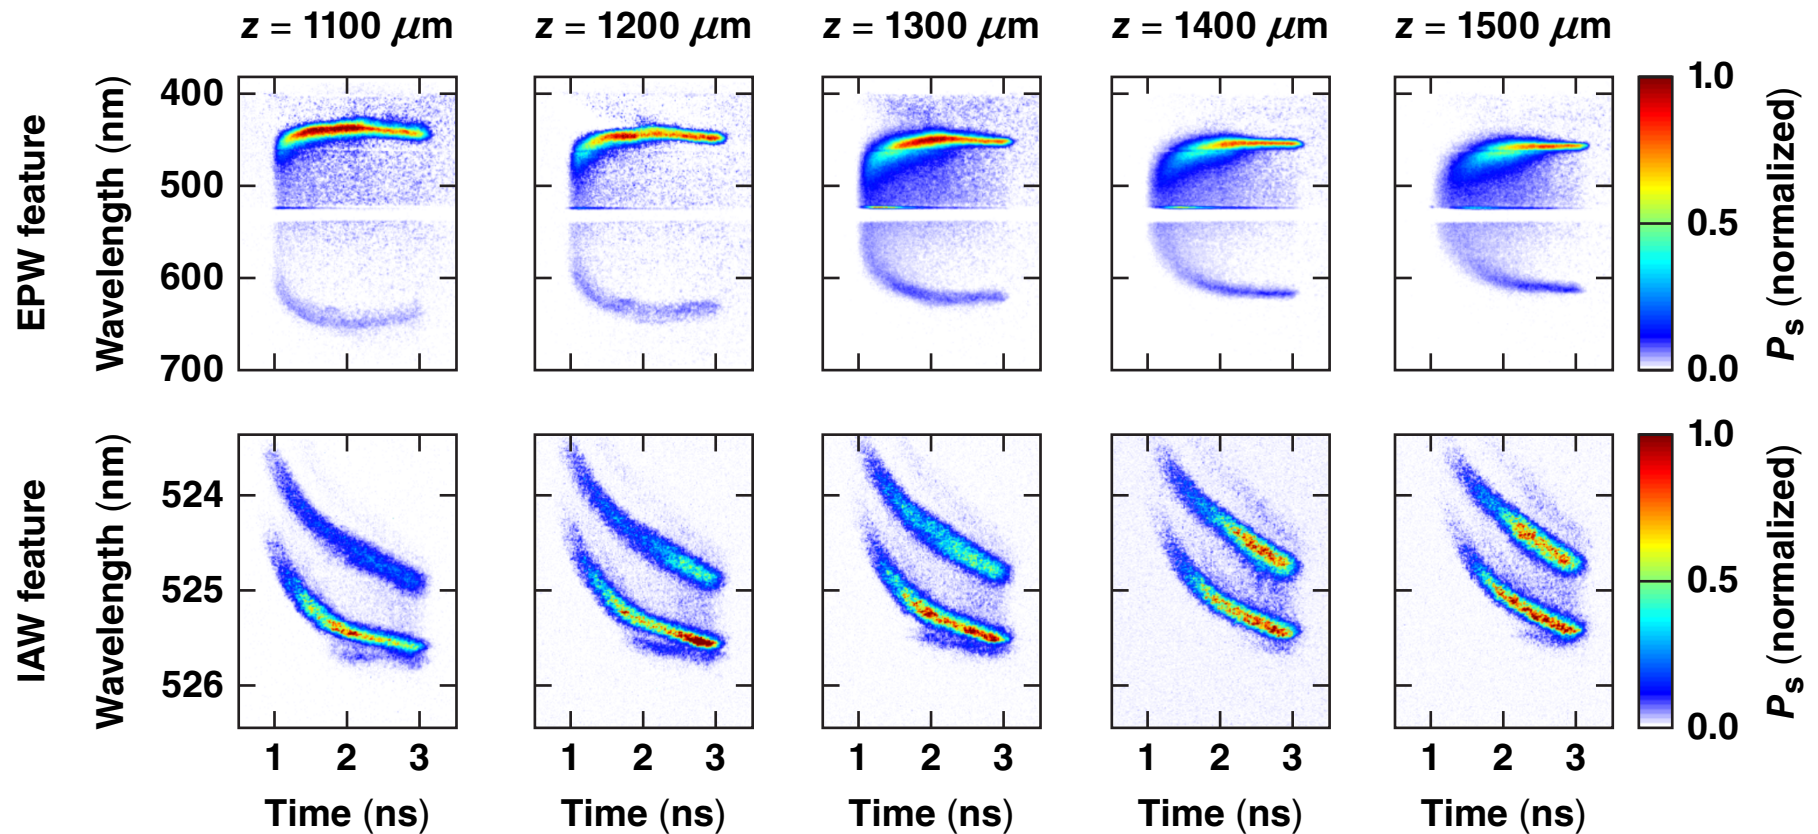 z = 1100 μm
z = 1200 μm
z = 1300 μm
z = 1400 μm
z = 1500 μm
EPW feature
Wavelength (nm)
400
500
600
700
1.0
0.5
0.0
Ps (normalized)
IAW feature
Wavelength (nm)
524
525
526
1.0
0.5
0.0
Ps (normalized)
1 2 3
1 2 3
1 2 3
1 2 3
1 2 3
Time (ns)
Time (ns)
Time (ns)
Time (ns)
Time (ns)